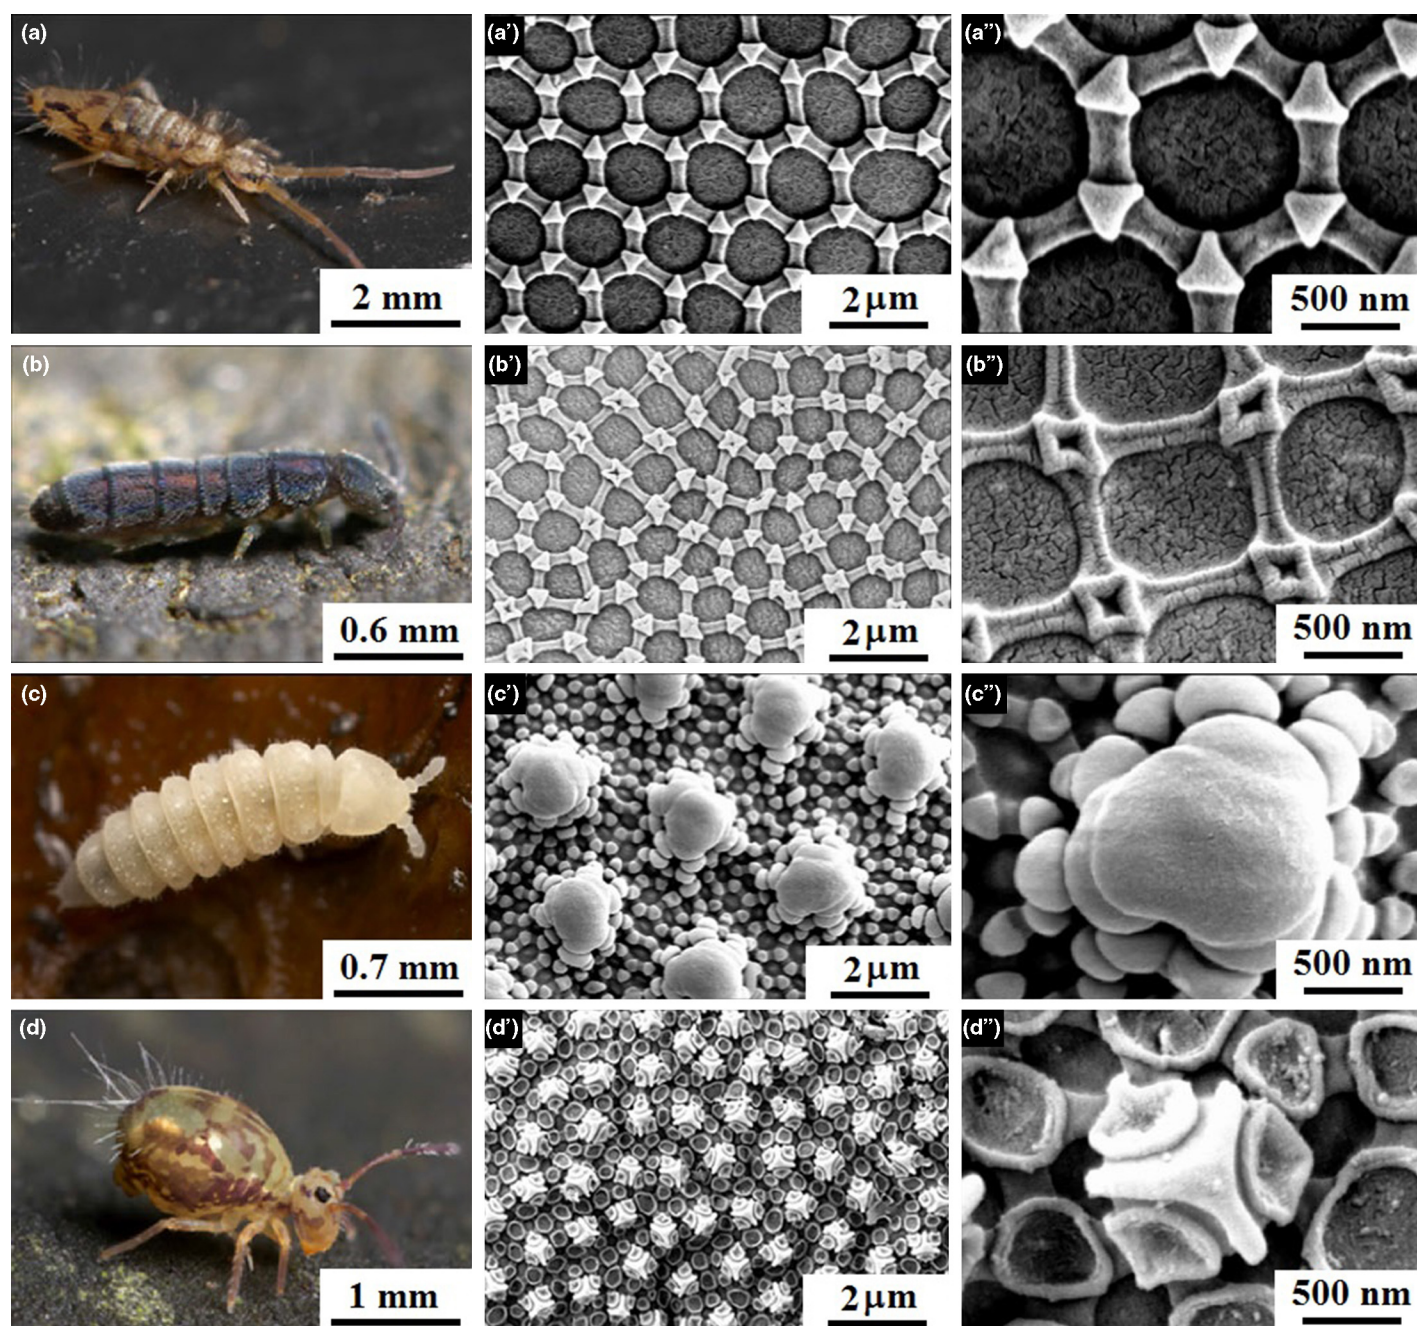 (a) (a’) (a”)
2 mm 2 μm 500 nm
(b) (b’) (b”)
0.6 mm 2 μm 500 nm
(c) (c’) (c”)
0.7 mm 2 μm 500 nm
(d) (d’) (d”)
1 mm 2 μm 500 nm